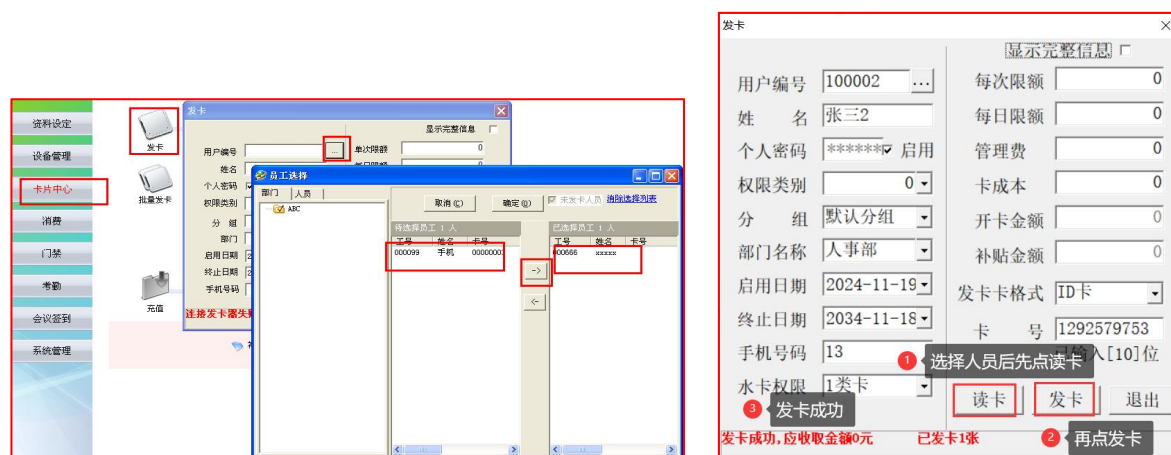 资料设定
设备管理
卡片中心
消费
门禁
考勤
会议签到
系统管理
发卡
批量发卡
充值
发卡
显示完整信息
用户编号
...
单次限额
0
姓名
个人密码
权限类别
分 组
部门
启用日期
终止日期
手机号码
员工选择
部门
人员
ABC
取消(C)
确定(O)
未发卡人员
消除选择列表
待选择员工 1 人
已选择员工 1 人
工号 姓名 卡号
000099 手机 0000000
工号 姓名 卡号
000666 xxxxx
->
<-
发卡
显示完整信息
用户编号 100002 ...
每次限额 0
姓 名 张三2
每日限额 0
个人密码 ****** 启用
管理费 0
权限类别 0
卡成本 0
分 组 默认分组
开卡金额 0
部门名称 人事部
补贴金额 0
启用日期 2024-11-19
发卡卡格式 ID卡
终止日期 2034-11-18
卡 号 1292579753
手机号码 13
入[10]位
1 选择人员后先点读卡
水卡权限 1类卡
3 发卡成功
读卡
发卡
退出
2 再点发卡
发卡成功,应收取金额0元 已发卡1张